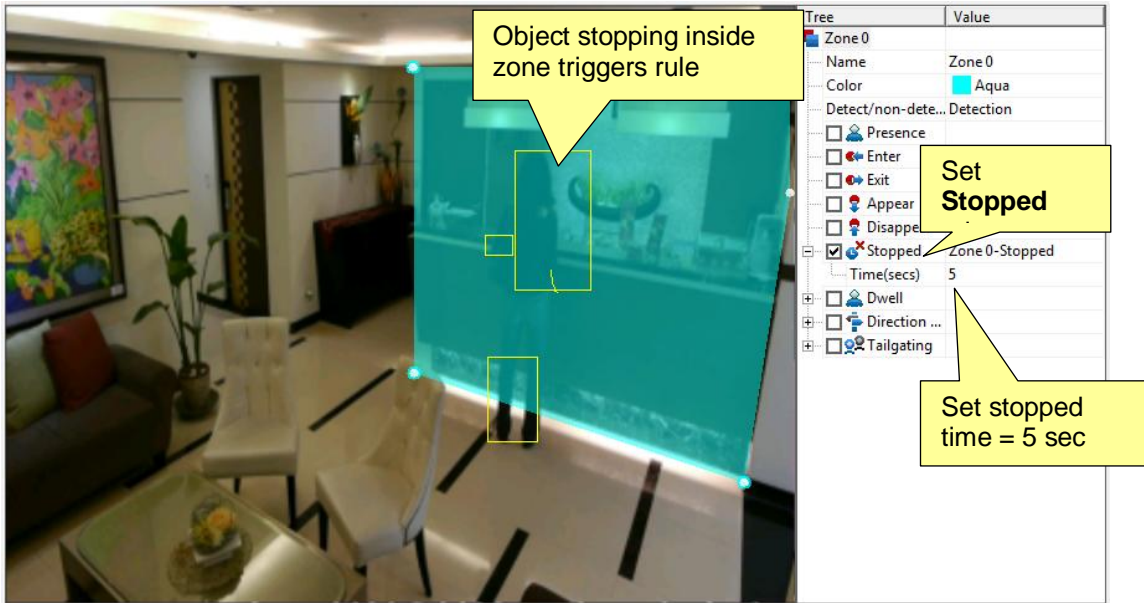 Object stopping inside
zone triggers rule
Tree Value
Zone 0
Name Zone 0
Color Aqua
Detect/non-dete... Detection
Presence
Enter
Exit
Appear
Set
Stopped
Stopped Zone 0-Stopped
Time(secs) 5
Dwell
Direction ...
Tailgating
Set stopped
time = 5 sec